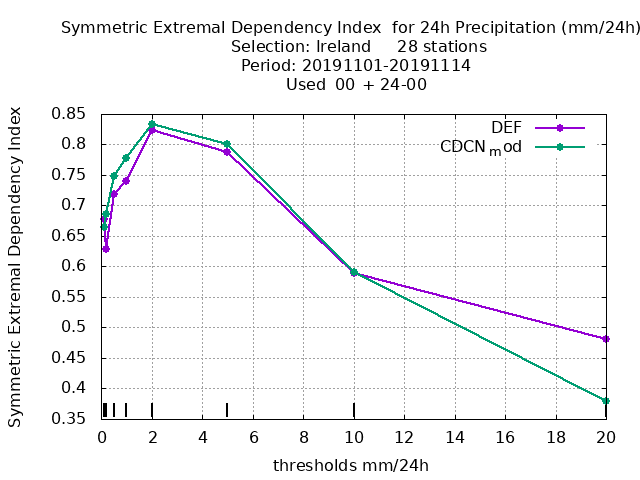 Symmetric Extremal Dependency Index  for 24h Precipitation (mm/24h)
Selection: Ireland     28 stations
Period: 20191101-20191114
Used  00  + 24-00
DEF
CDCNmod
Symmetric Extremal Dependency Index
0.85
0.8
0.75
0.7
0.65
0.6
0.55
0.5
0.45
0.4
0.35
0 2 4 6 8 10 12 14 16 18 20
thresholds mm/24h